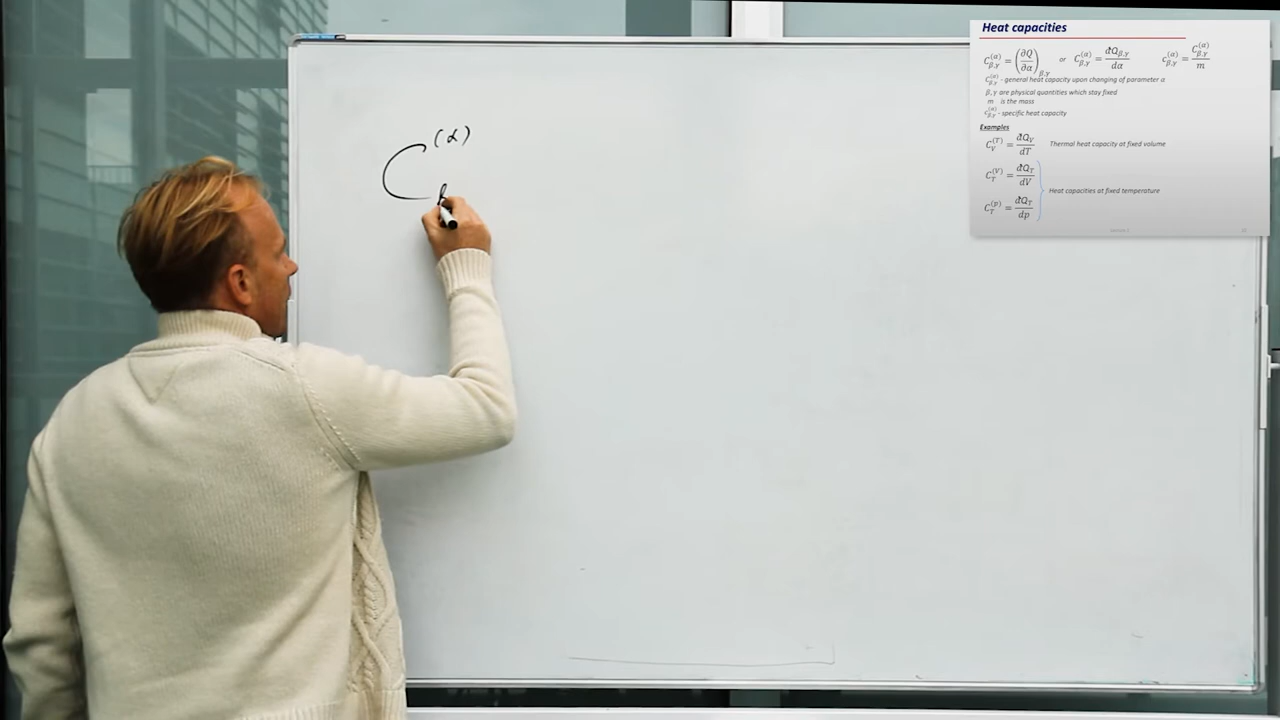 C^(α)_β
Heat capacities
C^(α)_β,γ = (∂Q/∂α)_β,γ or C^(α)_β,γ = đQ_β,γ/dα c^(α)_β,γ = C^(α)_β,γ/m
C^(α)_β,γ - general heat capacity upon changing of parameter α
β, γ are physical quantities which stay fixed
m is the mass
c^(α)_β,γ - specific heat capacity
Examples
C^(T)_V = đQ_V/dT Thermal heat capacity at fixed volume
C^(V)_T = đQ_T/dV
Heat capacities at fixed temperature
C^(p)_T = đQ_T/dp